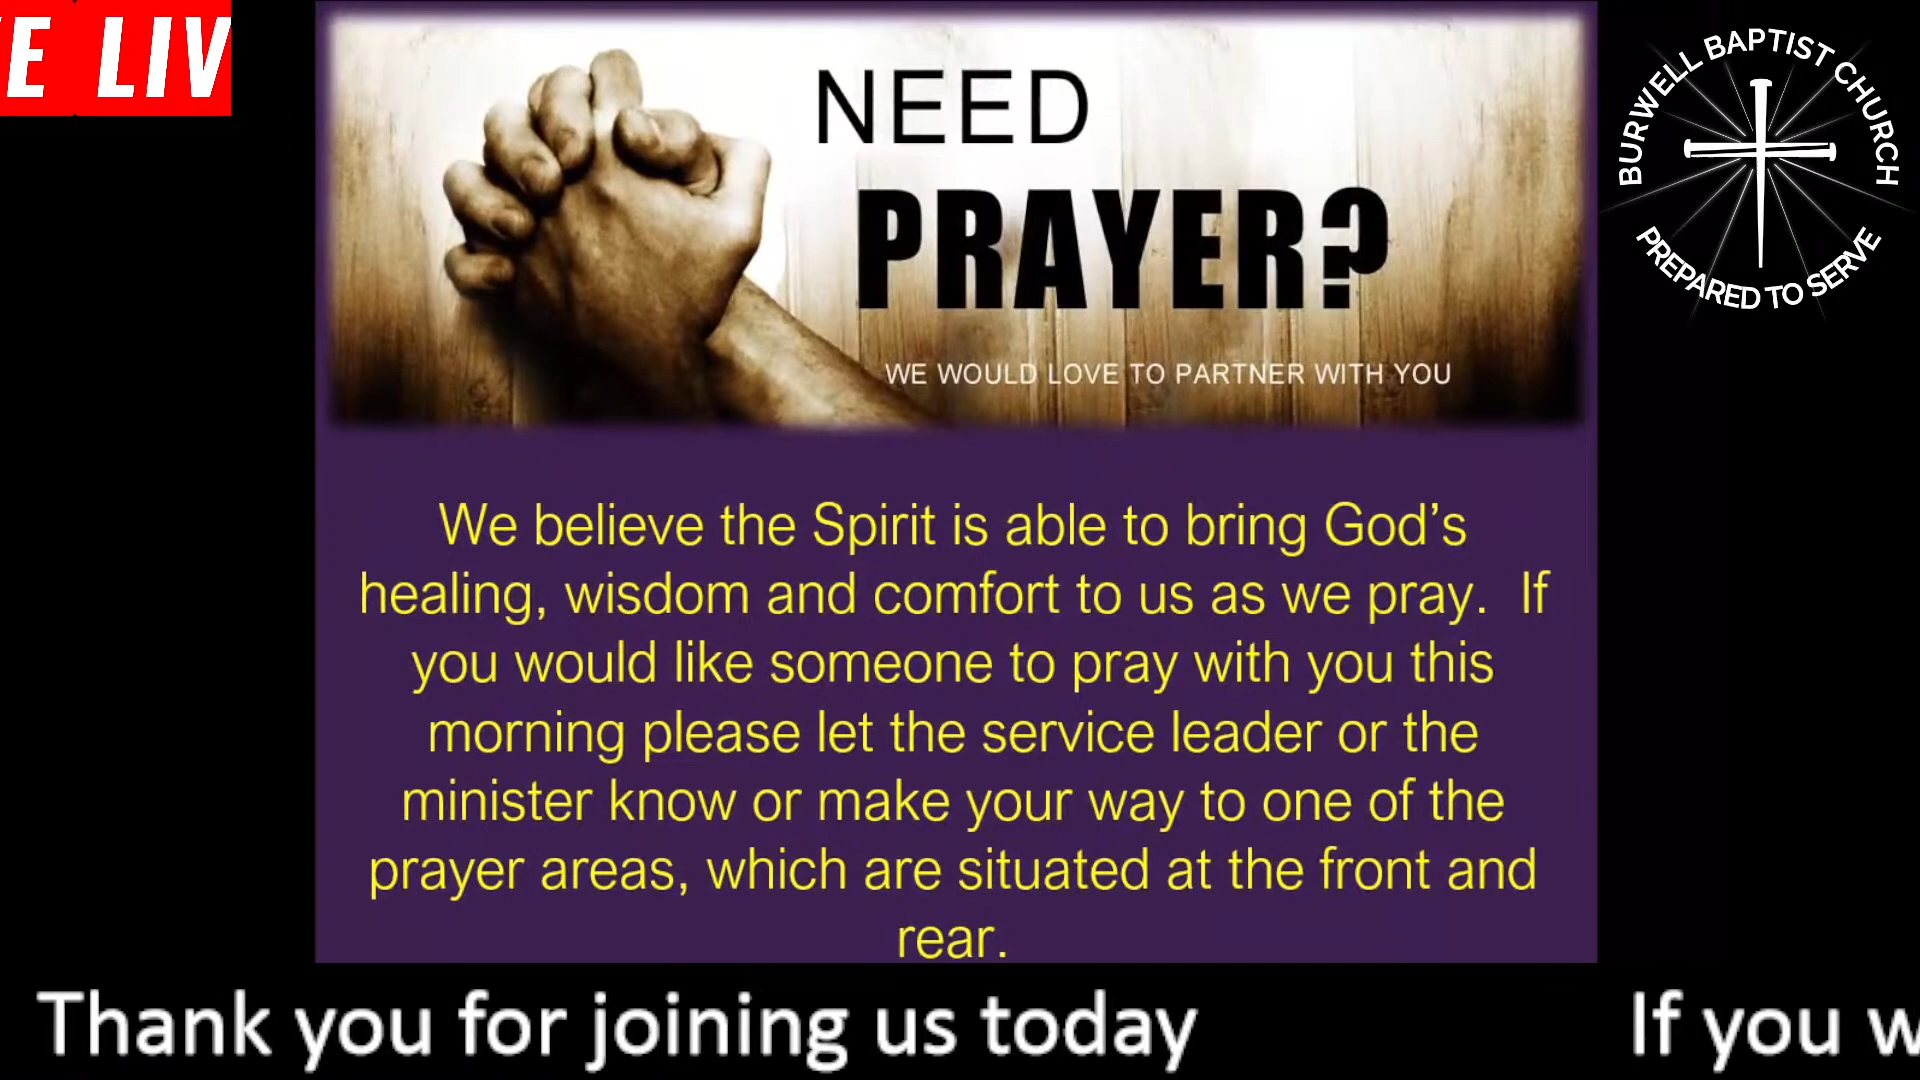 E LIV
BURWELL BAPTIST CHURCH
PREPARED TO SERVE
NEED
PRAYER?
WE WOULD LOVE TO PARTNER WITH YOU
We believe the Spirit is able to bring God’s
healing, wisdom and comfort to us as we pray.  If
you would like someone to pray with you this
morning please let the service leader or the
minister know or make your way to one of the
prayer areas, which are situated at the front and
rear.
Thank you for joining us today
If you w